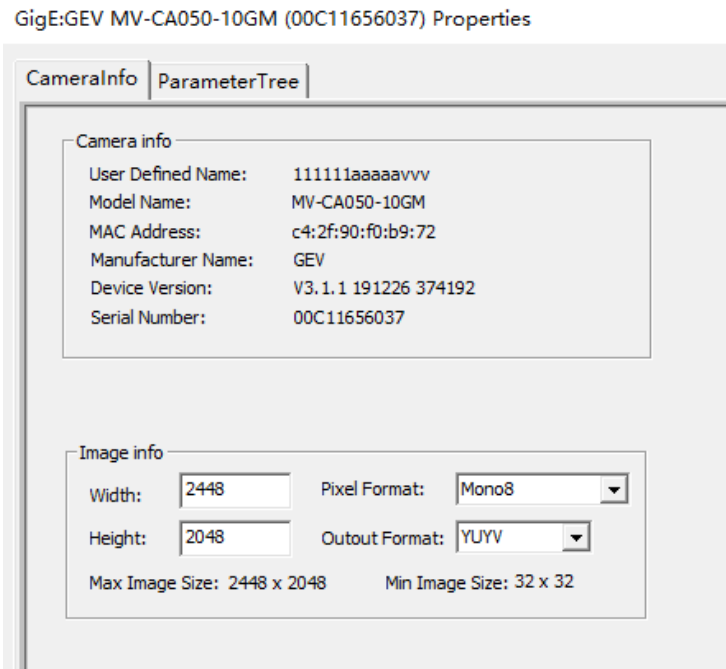 GigE:GEV MV-CA050-10GM (00C11656037) Properties
CameraInfo ParameterTree
Camera info
User Defined Name: 111111aaaaavvv
Model Name: MV-CA050-10GM
MAC Address: c4:2f:90:f0:b9:72
Manufacturer Name: GEV
Device Version: V3.1.1 191226 374192
Serial Number: 00C11656037
Image info
Width: 2448 Pixel Format: Mono8
Height: 2048 Outout Format: YUYV
Max Image Size: 2448 x 2048 Min Image Size: 32 x 32